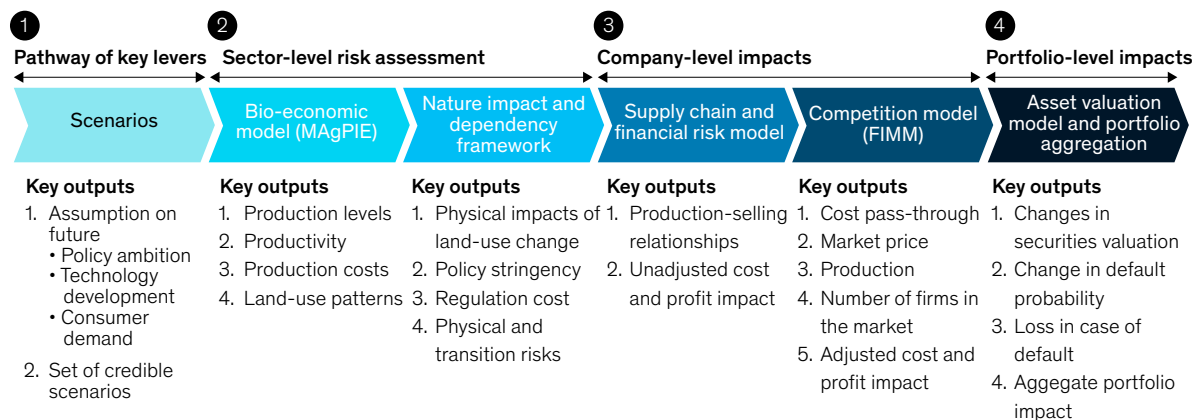 1
Pathway of key levers
2
Sector-level risk assessment
3
Company-level impacts
4
Portfolio-level impacts
Scenarios
Bio-economic
model (MAgPIE)
Nature impact and
dependency
framework
Supply chain and
financial risk model
Competition model
(FIMM)
Asset valuation
model and portfolio
aggregation
Key outputs
1. Assumption on
future
• Policy ambition
• Technology
development
• Consumer
demand
2. Set of credible
scenarios
Key outputs
1. Production levels
2. Productivity
3. Production costs
4. Land-use patterns
Key outputs
1. Physical impacts of
land-use change
2. Policy stringency
3. Regulation cost
4. Physical and
transition risks
Key outputs
1. Production-selling
relationships
2. Unadjusted cost
and profit impact
Key outputs
1. Cost pass-through
2. Market price
3. Production
4. Number of firms in
the market
5. Adjusted cost and
profit impact
Key outputs
1. Changes in
securities valuation
2. Change in default
probability
3. Loss in case of
default
4. Aggegate portfolio
impact